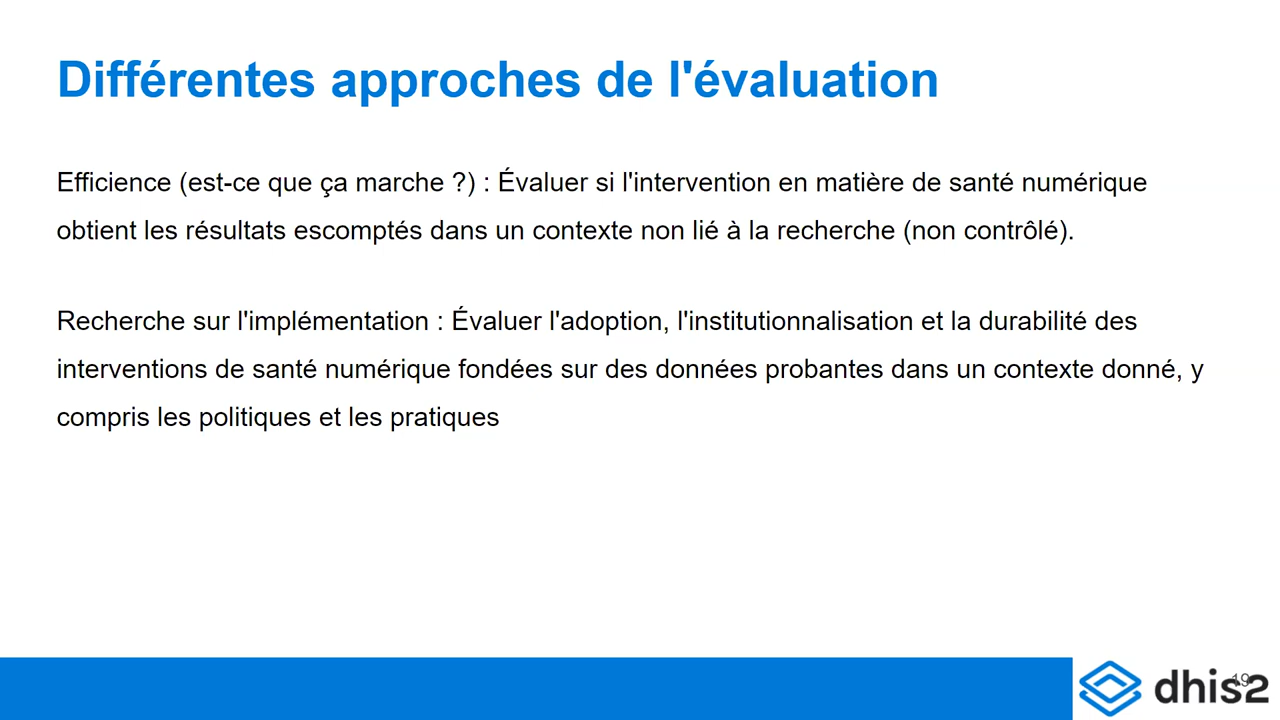 Différentes approches de l'évaluation
Efficience (est-ce que ça marche ?) : Évaluer si l'intervention en matière de santé numérique
obtient les résultats escomptés dans un contexte non lié à la recherche (non contrôlé).
Recherche sur l'implémentation : Évaluer l'adoption, l'institutionnalisation et la durabilité des
interventions de santé numérique fondées sur des données probantes dans un contexte donné, y
compris les politiques et les pratiques
dhis2
19